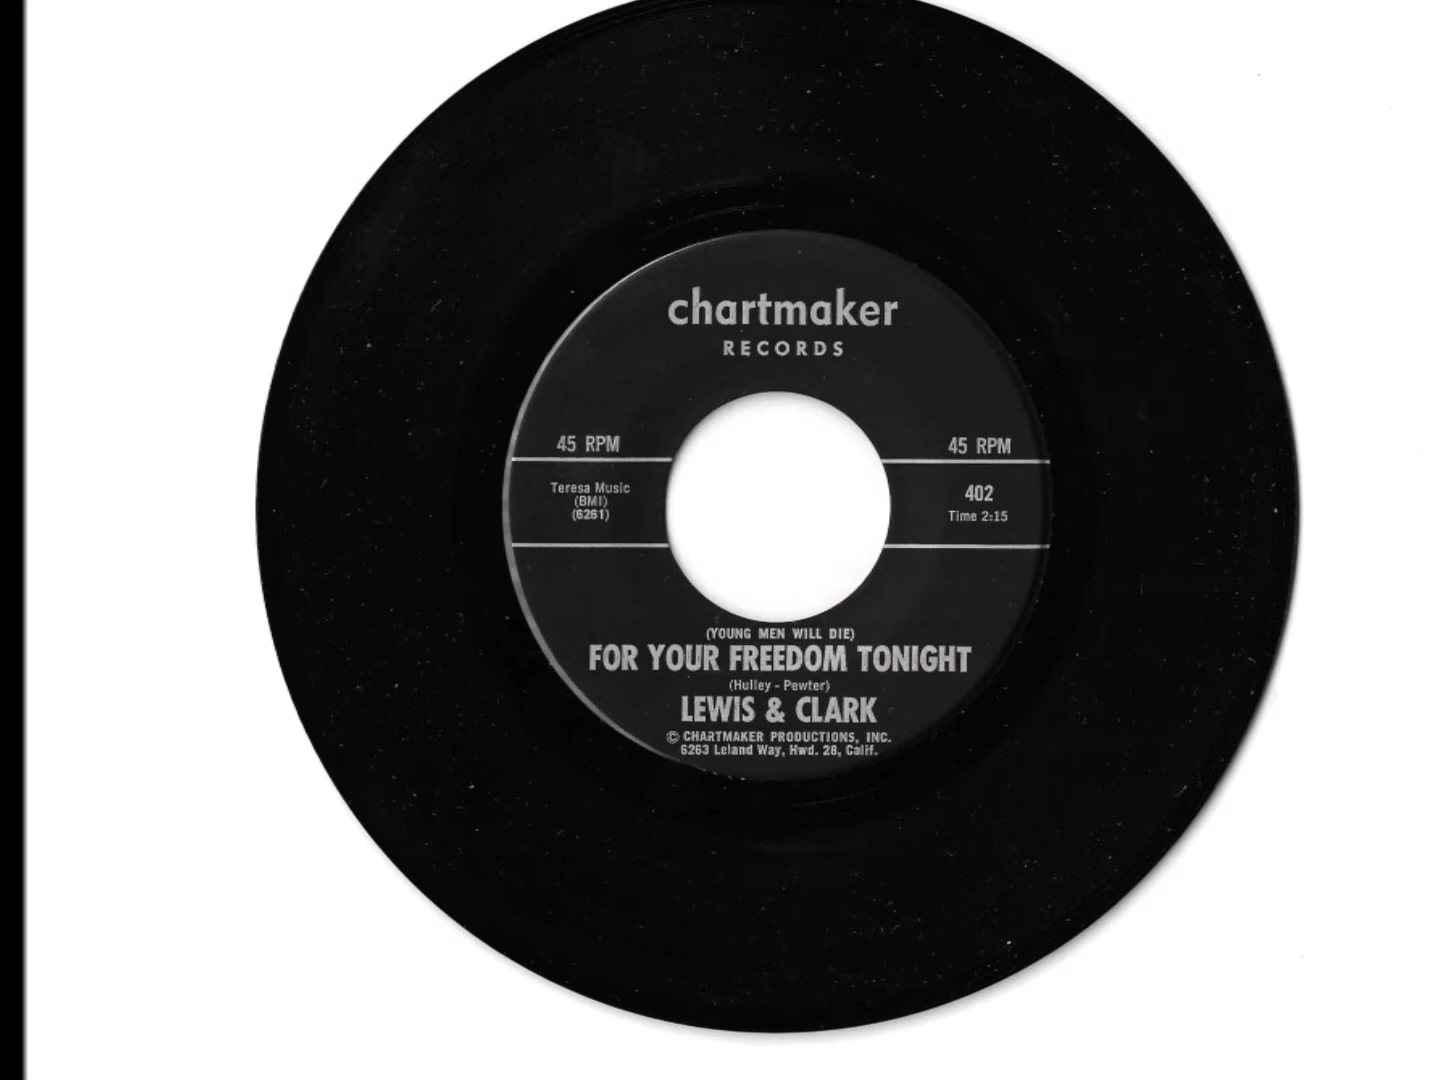 chartmaker
RECORDS
45 RPM
45 RPM
Teresa Music
(BMI)
(6261)
402
Time 2:15
(YOUNG MEN WILL DIE)
FOR YOUR FREEDOM TONIGHT
(Hulley - Pewter)
LEWIS & CLARK
© CHARTMAKER PRODUCTIONS, INC.
6263 Leland Way, Hwd. 28, Calif.